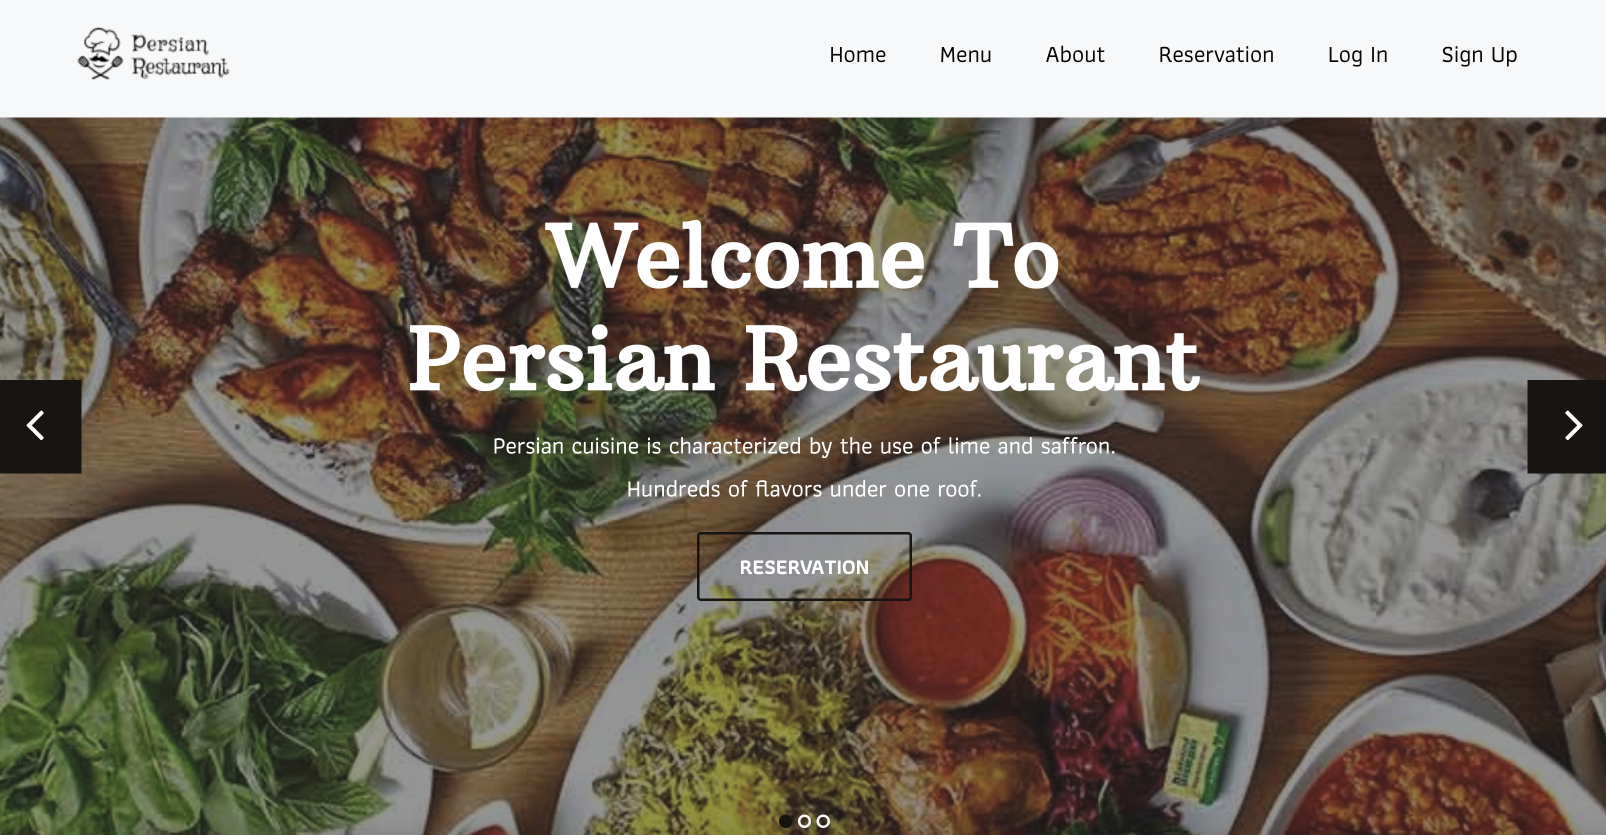 Persian
Restaurant
Home Menu About Reservation Log In Sign Up
Welcome To
Persian Restaurant
Persian cuisine is characterized by the use of lime and saffron.
Hundreds of flavors under one roof.
RESERVATION